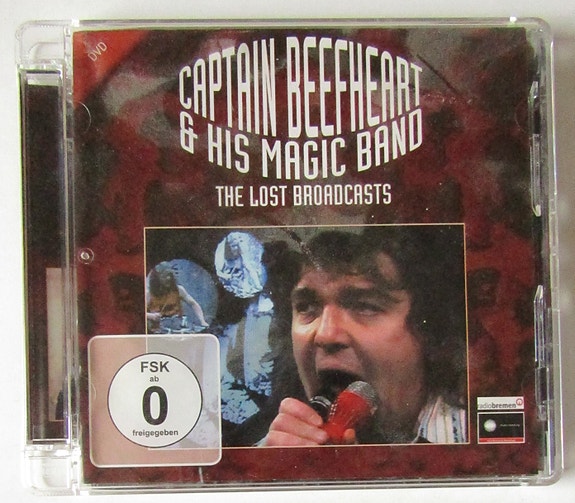 DVD
CAPTAIN BEEFHEART
& HIS MAGIC BAND
THE LOST BROADCASTS
FSK
ab
0
freigegeben
radiobremen